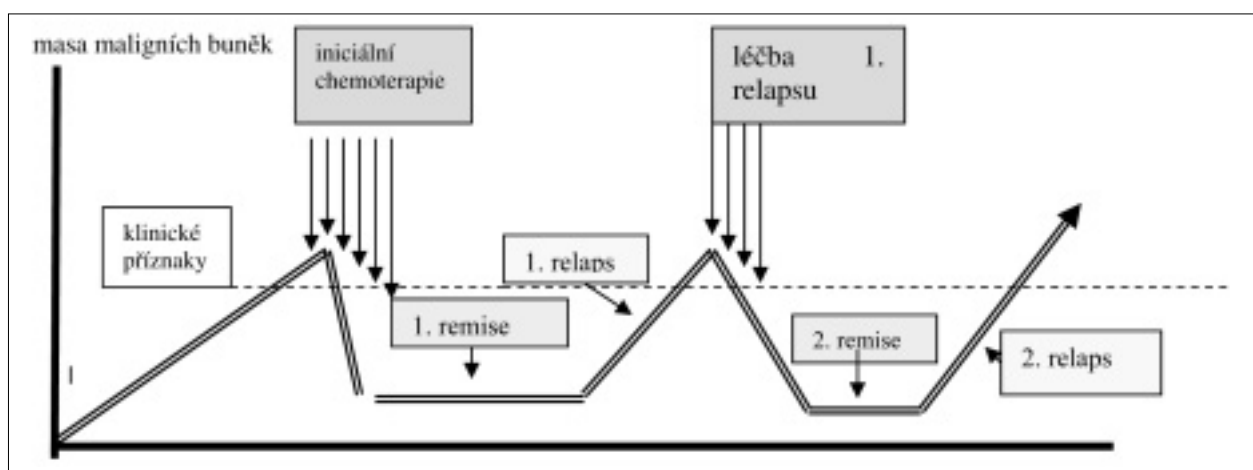 masa maligních buněk
iniciální
chemoterapie
léčba 1.
relapsu
klinické
příznaky
1. relaps
1. remise
2. remise
2. relaps